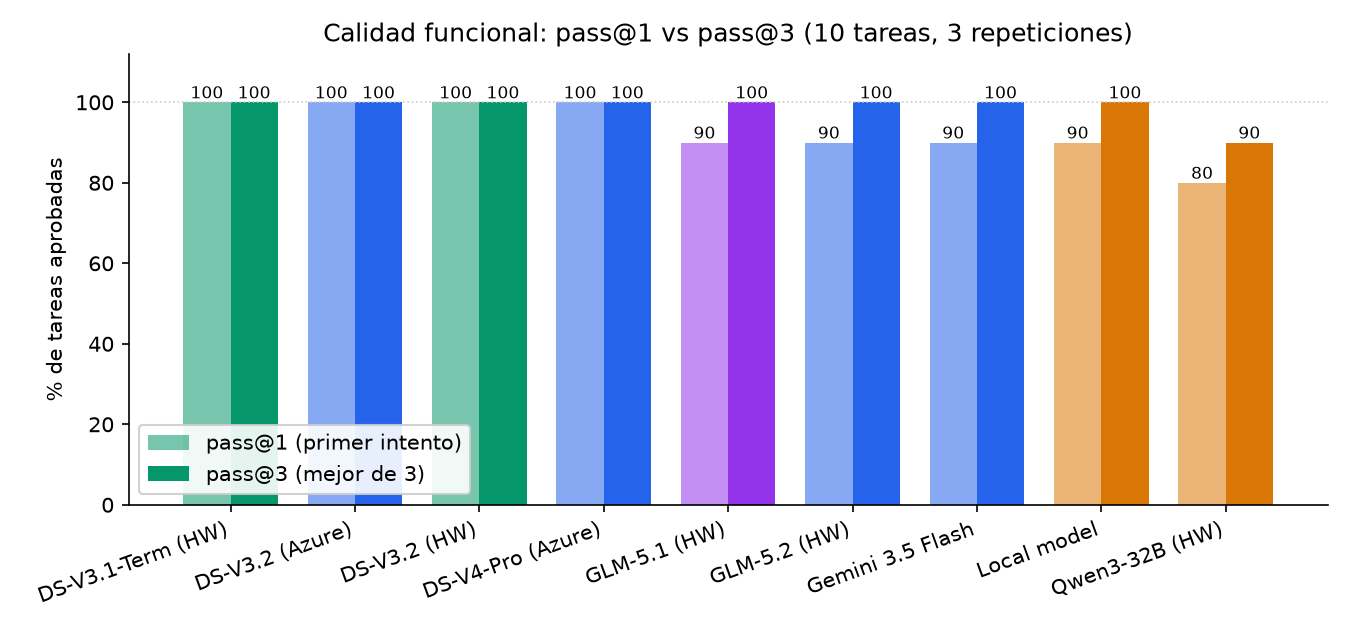 Calidad funcional: pass@1 vs pass@3 (10 tareas, 3 repeticiones)
% de tareas aprobadas
100
80
60
40
20
0
100 100 100 100 100 100 100 100 90 100 90 100 90 100 90 100 80 90
pass@1 (primer intento)
pass@3 (mejor de 3)
DS-V3.1-Term (HW)
DS-V3.2 (Azure)
DS-V3.2 (HW)
DS-V4-Pro (Azure)
GLM-5.1 (HW)
GLM-5.2 (HW)
Gemini 3.5 Flash
Local model
Qwen3-32B (HW)